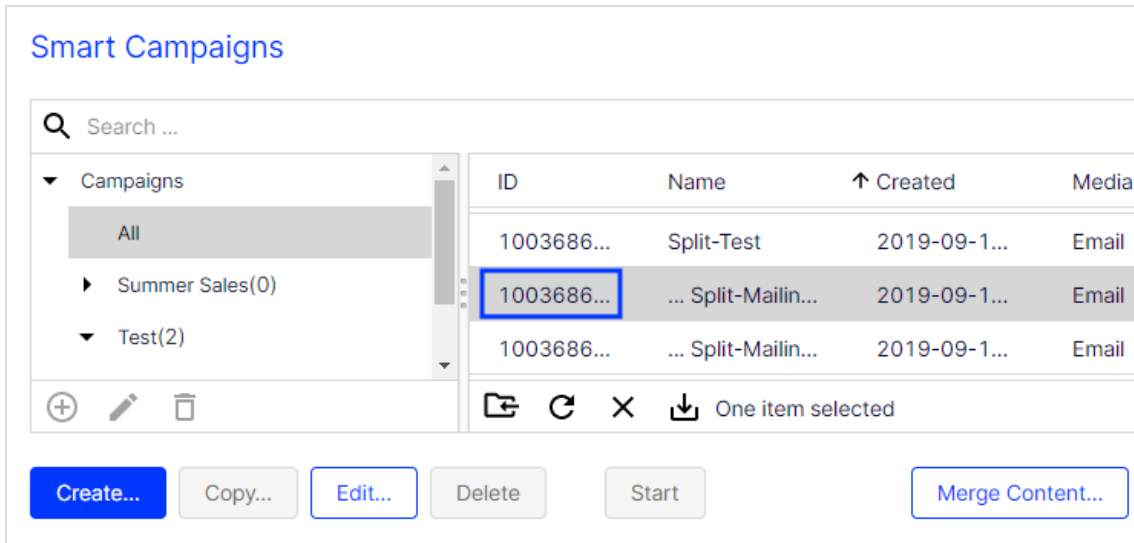 Smart Campaigns
Search ...
Campaigns
All
Summer Sales(0)
Test(2)
ID Name Created Media
1003686... Split-Test 2019-09-1... Email
1003686... ... Split-Mailin... 2019-09-1... Email
1003686... ... Split-Mailin... 2019-09-1... Email
One item selected
Create... Copy... Edit... Delete Start Merge Content...